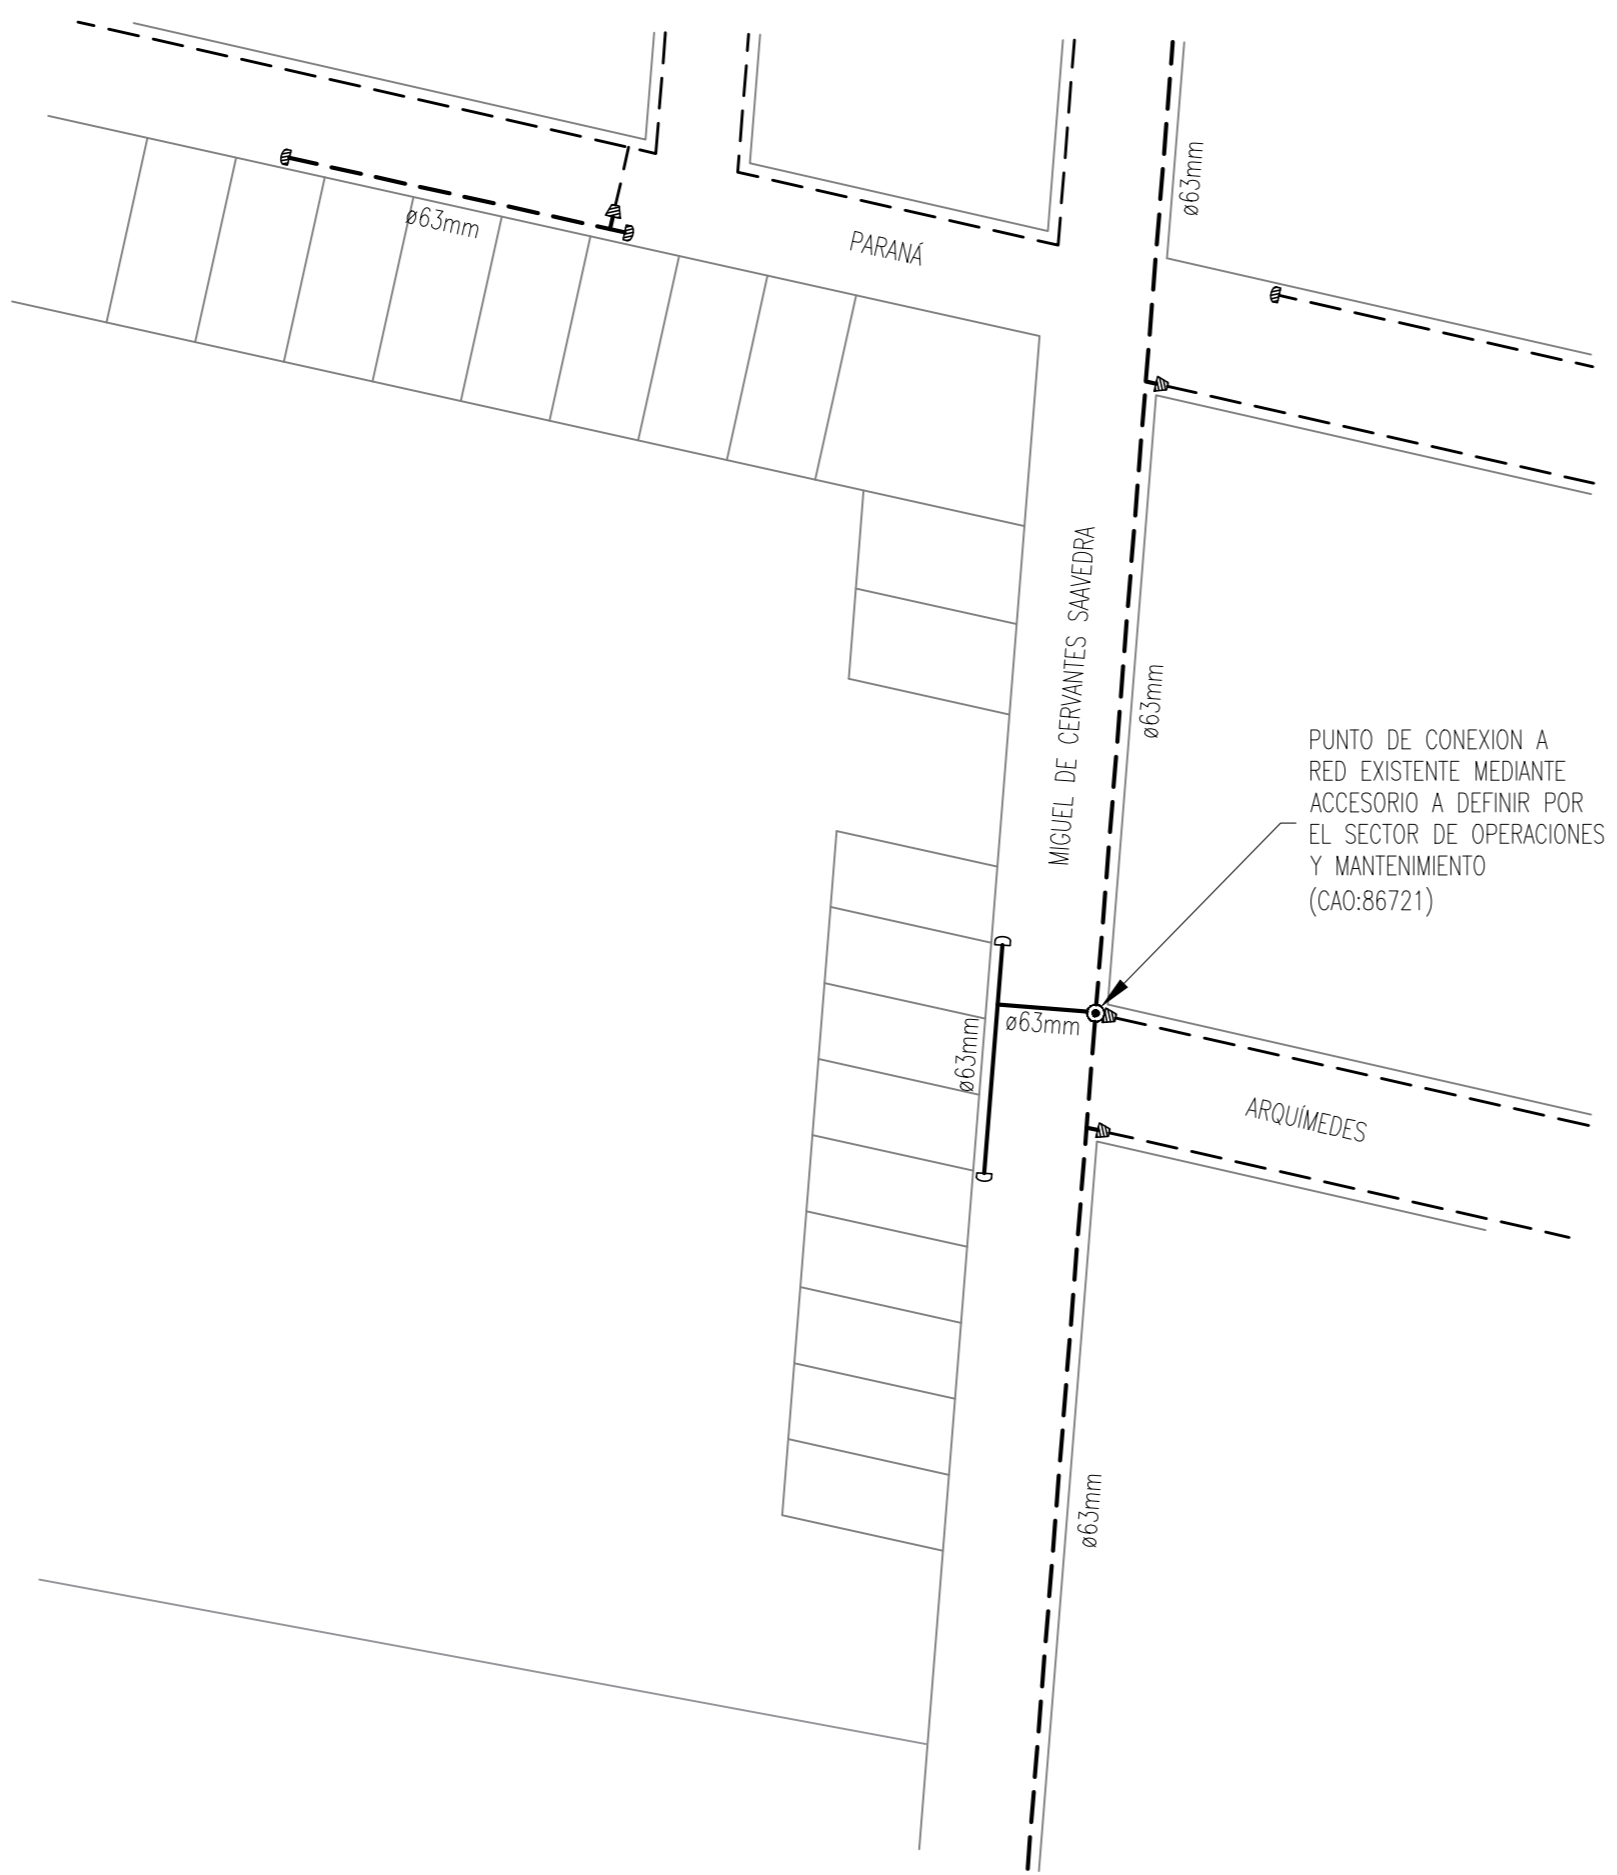 ø63mm
ø63mm
PARANÁ
MIGUEL DE CERVANTES SAAVEDRA
ø63mm
PUNTO DE CONEXION A
RED EXISTENTE MEDIANTE
ACCESORIO A DEFINIR POR
EL SECTOR DE OPERACIONES
Y MANTENIMIENTO
(CAO:86721)
ø63mm
ø63mm
ARQUÍMEDES
ø63mm